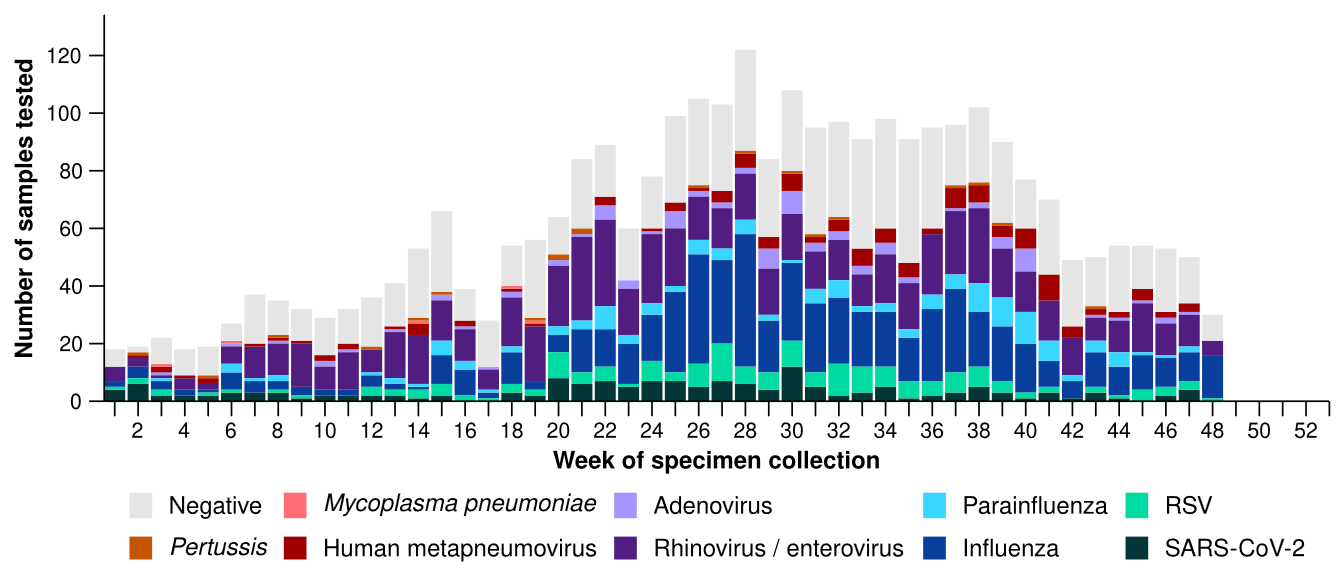 Number of samples tested
120
100
80
60
40
20
0
2 4 6 8 10 12 14 16 18 20 22 24 26 28 30 32 34 36 38 40 42 44 46 48 50 52
Week of specimen collection
Negative Mycoplasma pneumoniae Adenovirus Parainfluenza RSV
Pertussis Human metapneumovirus Rhinovirus / enterovirus Influenza SARS-CoV-2